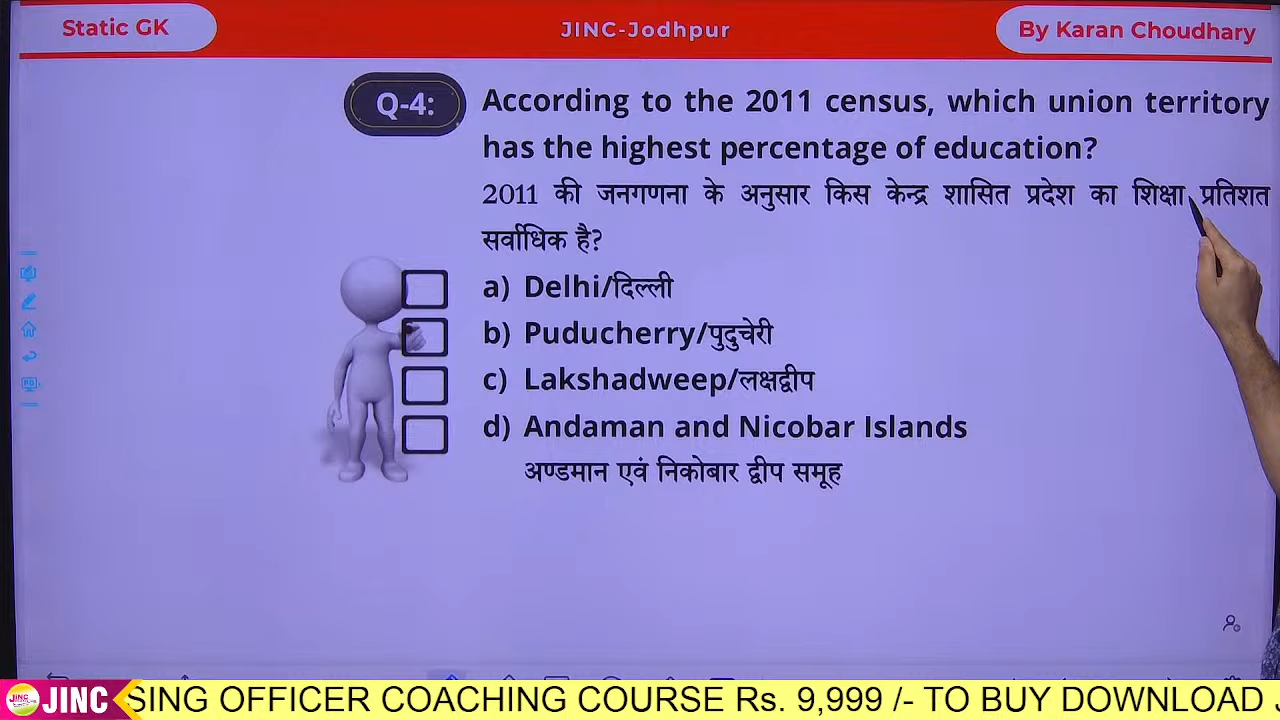 Static GK
JINC-Jodhpur
By Karan Choudhary
Q-4:
According to the 2011 census, which union territory
has the highest percentage of education?
2011 की जनगणना के अनुसार किस केन्द्र शासित प्रदेश का शिक्षा प्रतिशत
सर्वाधिक है?
a) Delhi/दिल्ली
b) Puducherry/पुदुचेरी
c) Lakshadweep/लक्षद्वीप
d) Andaman and Nicobar Islands
अण्डमान एवं निकोबार द्वीप समूह
JINC
SING OFFICER COACHING COURSE Rs. 9,999 /- TO BUY DOWNLOAD